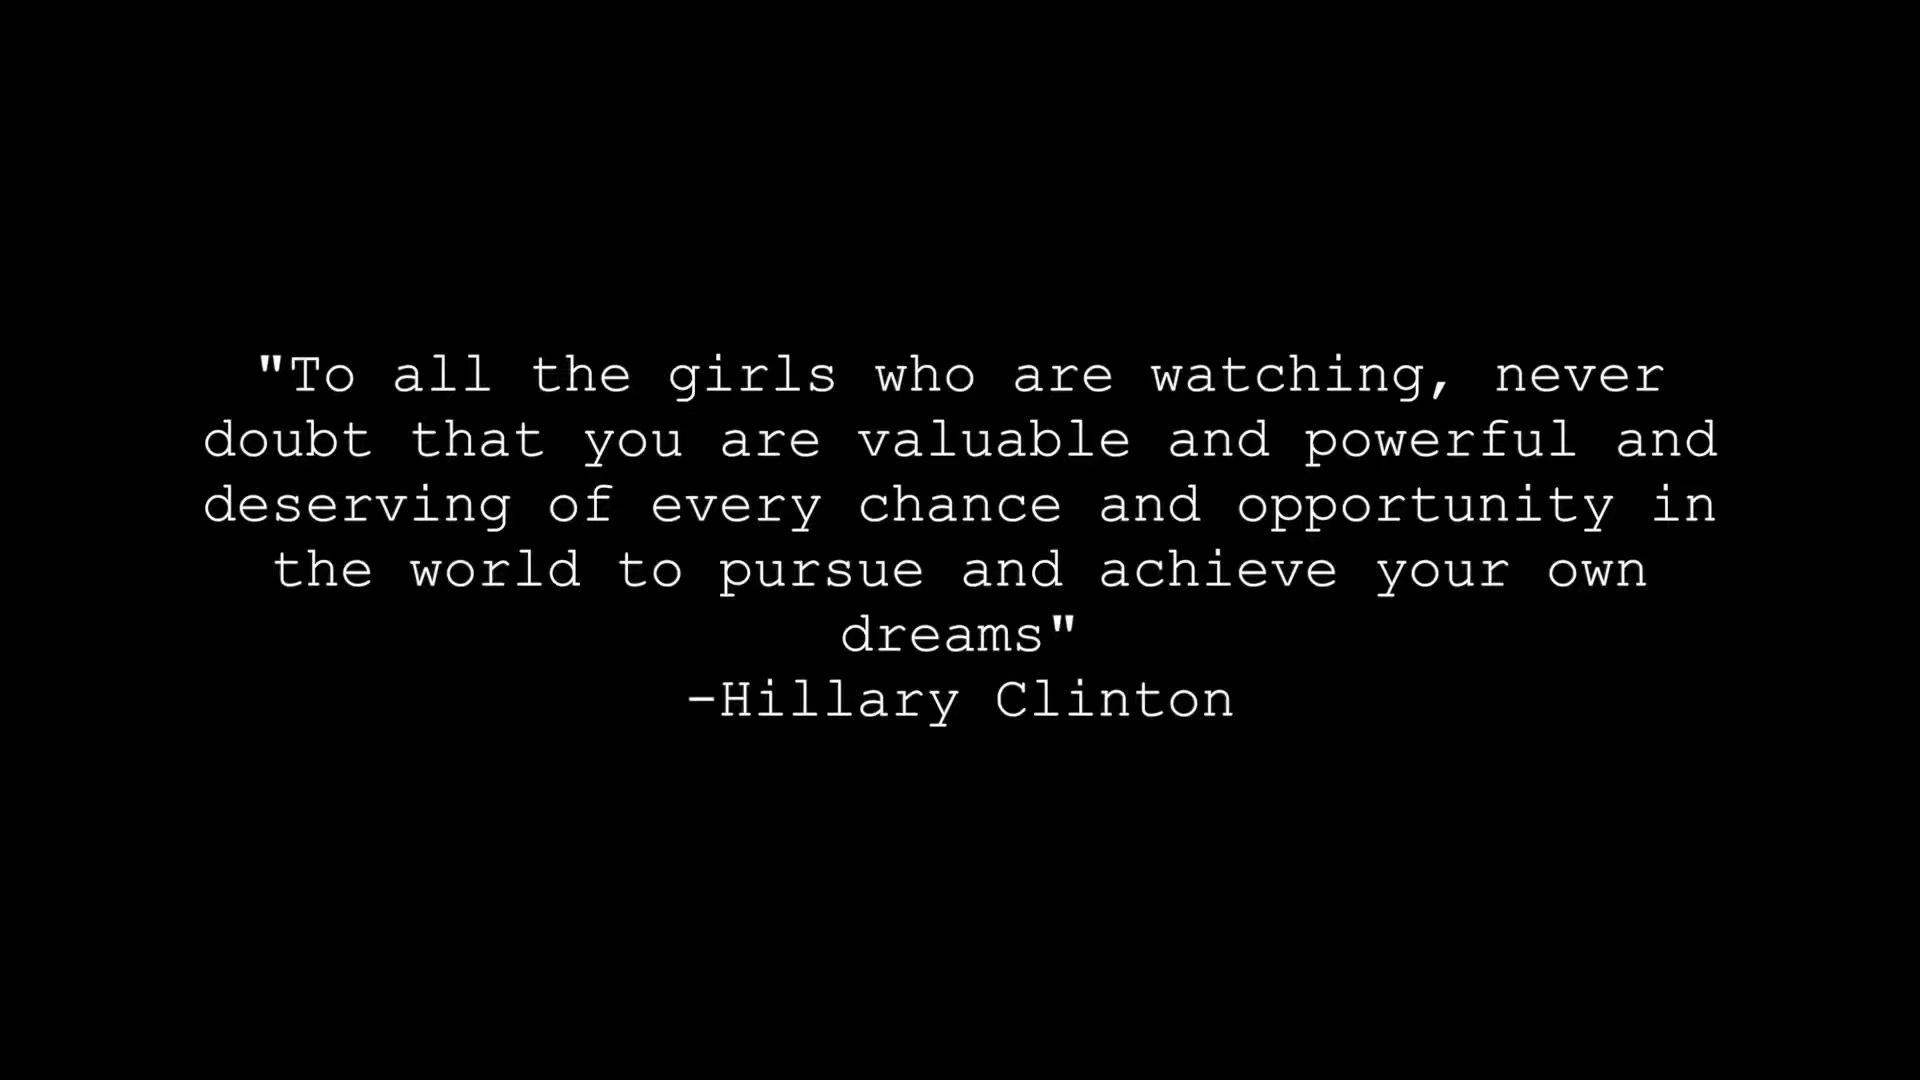 "To all the girls who are watching, never
doubt that you are valuable and powerful and
deserving of every chance and opportunity in
the world to pursue and achieve your own
dreams"
-Hillary Clinton